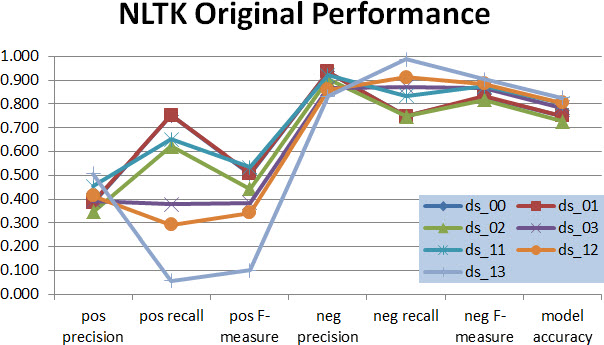 NLTK Original Performance
1.000
0.900
0.800
0.700
0.600
0.500
0.400
0.300
0.200
0.100
0.000
ds_00 ds_01
ds_02 ds_03
ds_11 ds_12
ds_13
pos pos recall pos F- neg neg recall neg F- model
precision measure precision measure accuracy